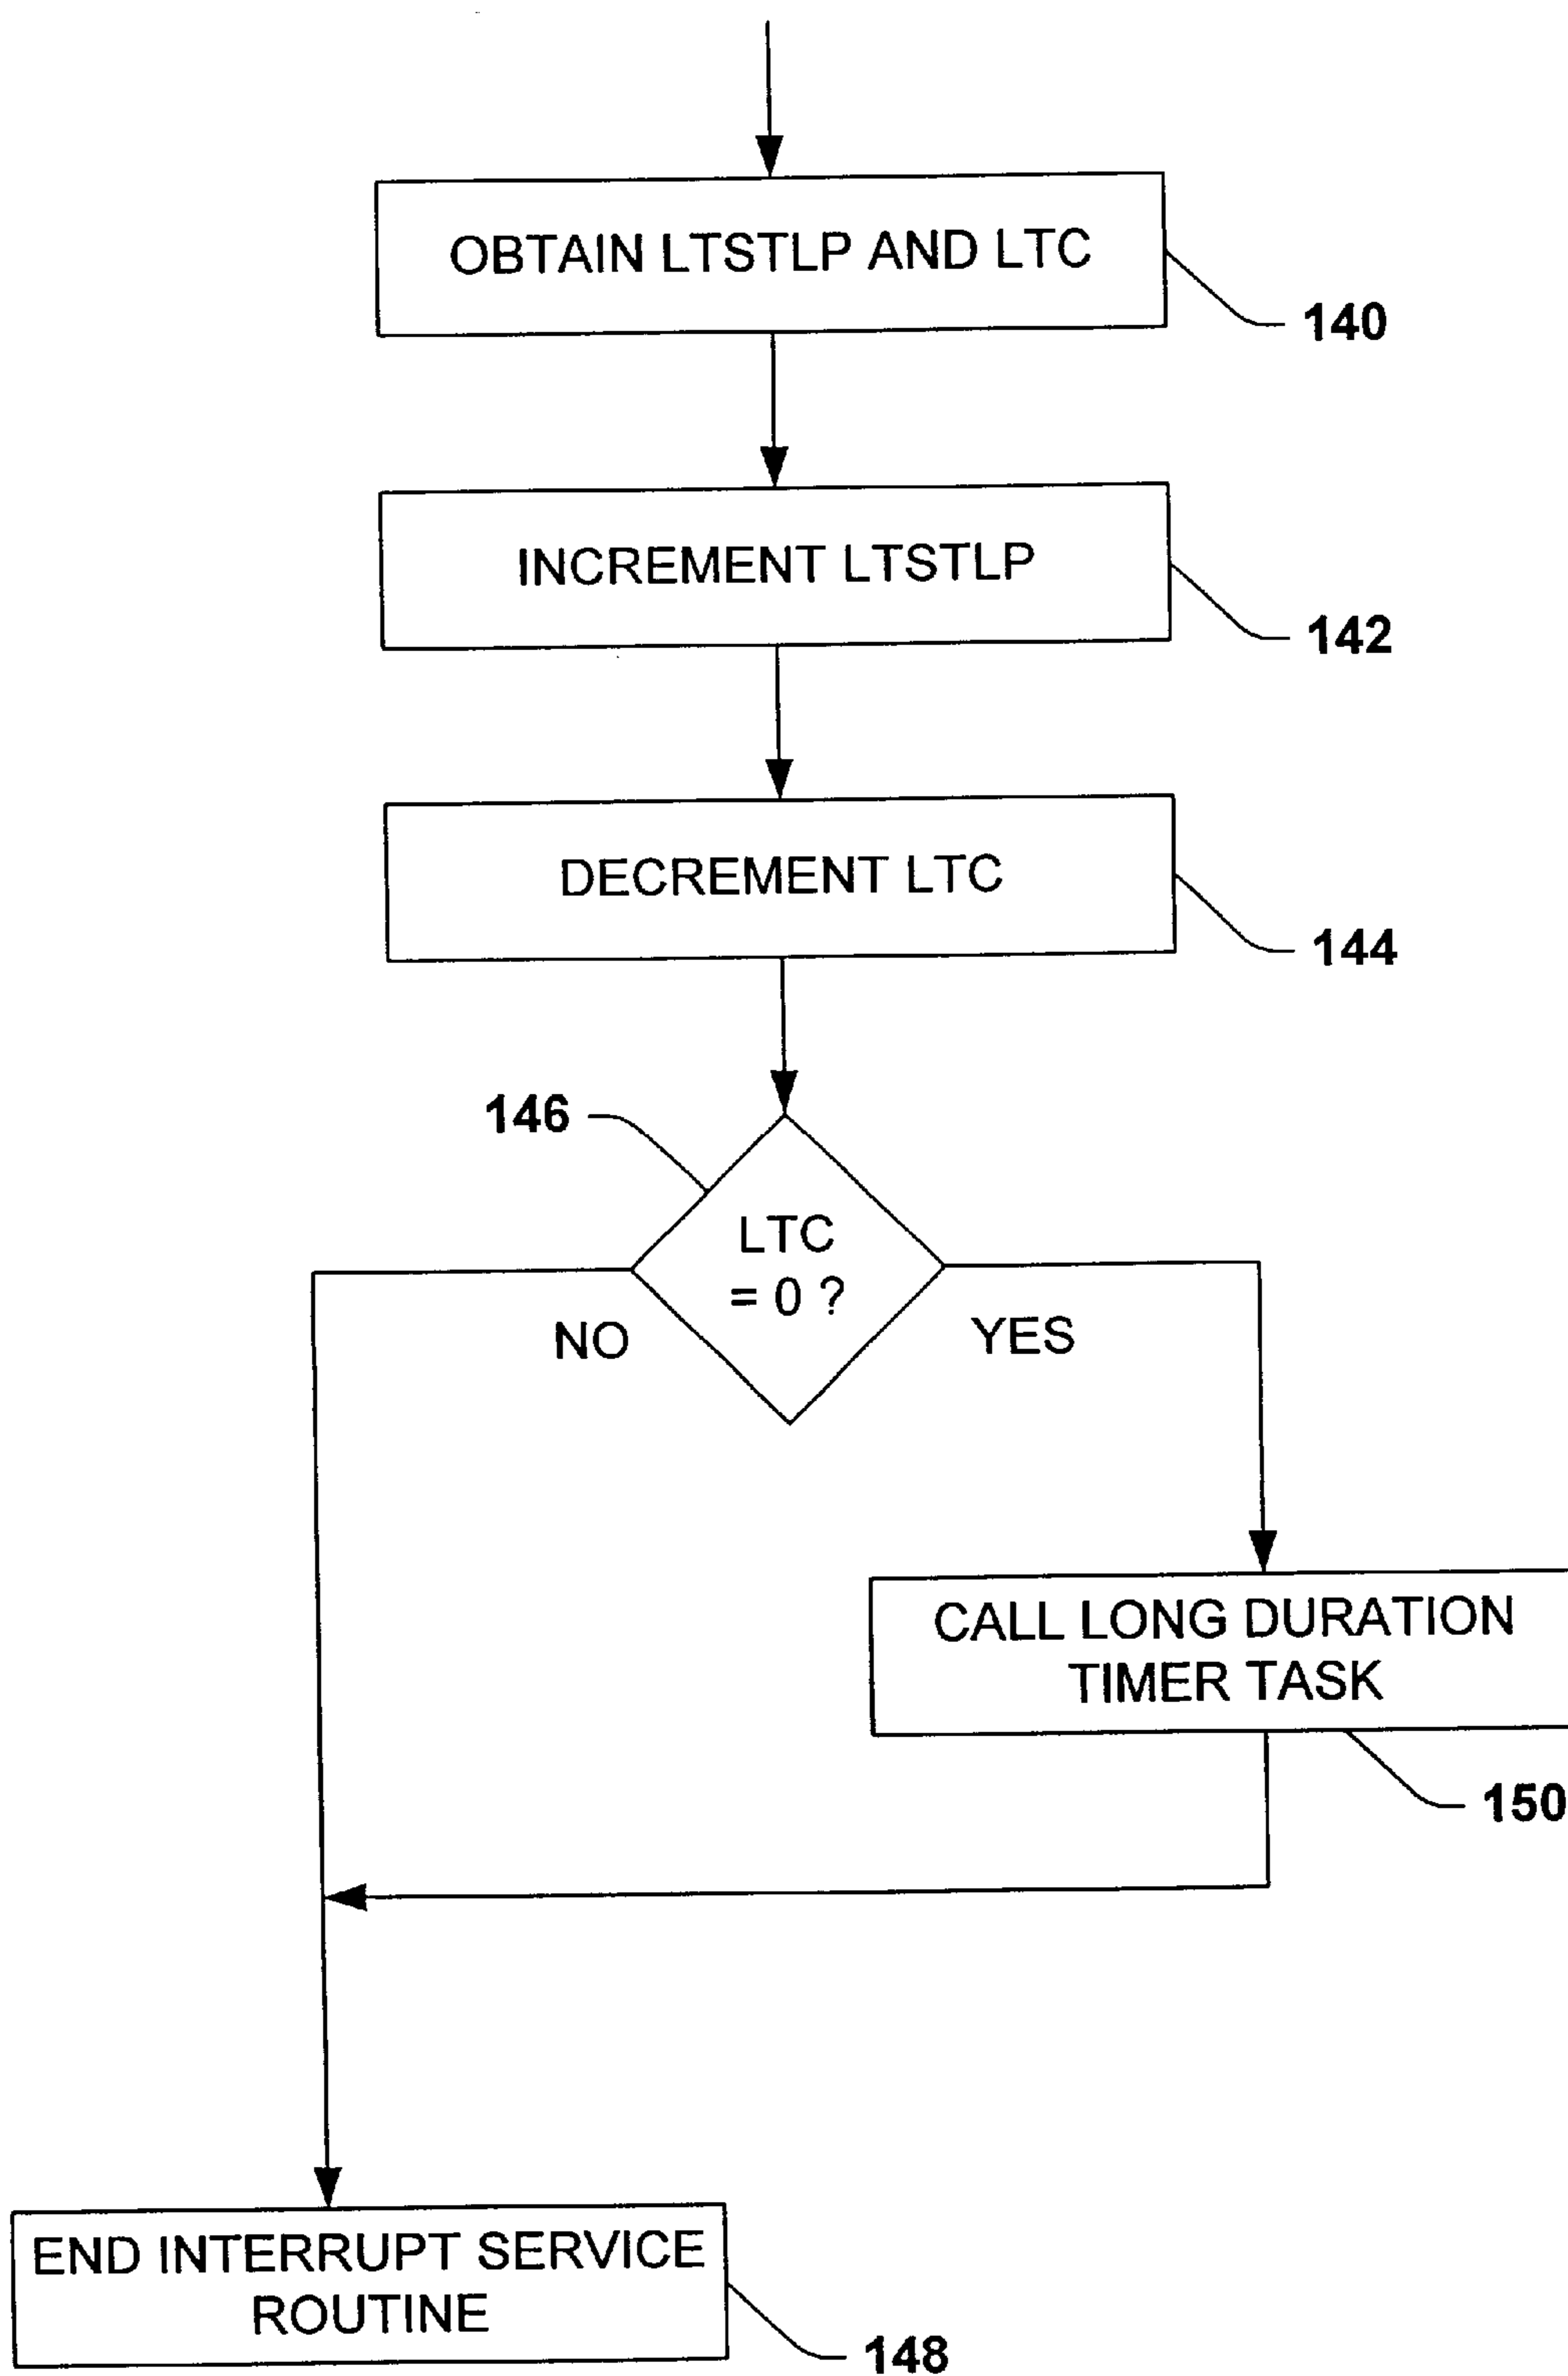 OBTAIN LTSTLP AND LTC
140
INCREMENT LTSTLP
142
DECREMENT LTC
144
146
LTC
= 0 ?
NO
YES
CALL LONG DURATION
TIMER TASK
150
END INTERRUPT SERVICE
ROUTINE
148